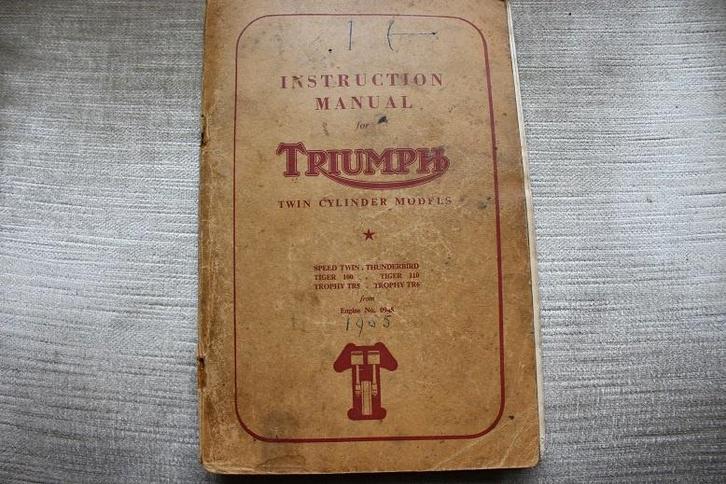 INSTRUCTION
MANUAL
for
TRIUMPH
TWIN CYLINDER MODELS
SPEED TWIN . THUNDERBIRD
TIGER 100 . TIGER 110
TROPHY TR5 . TROPHY TR6
from
Engine No.
1955